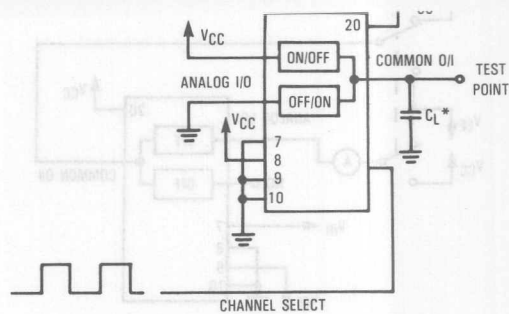 20
VCC
ON/OFF
COMMON O/I
TEST
POINT
ANALOG I/O
OFF/ON
CL*
VCC
7
8
9
10
CHANNEL SELECT